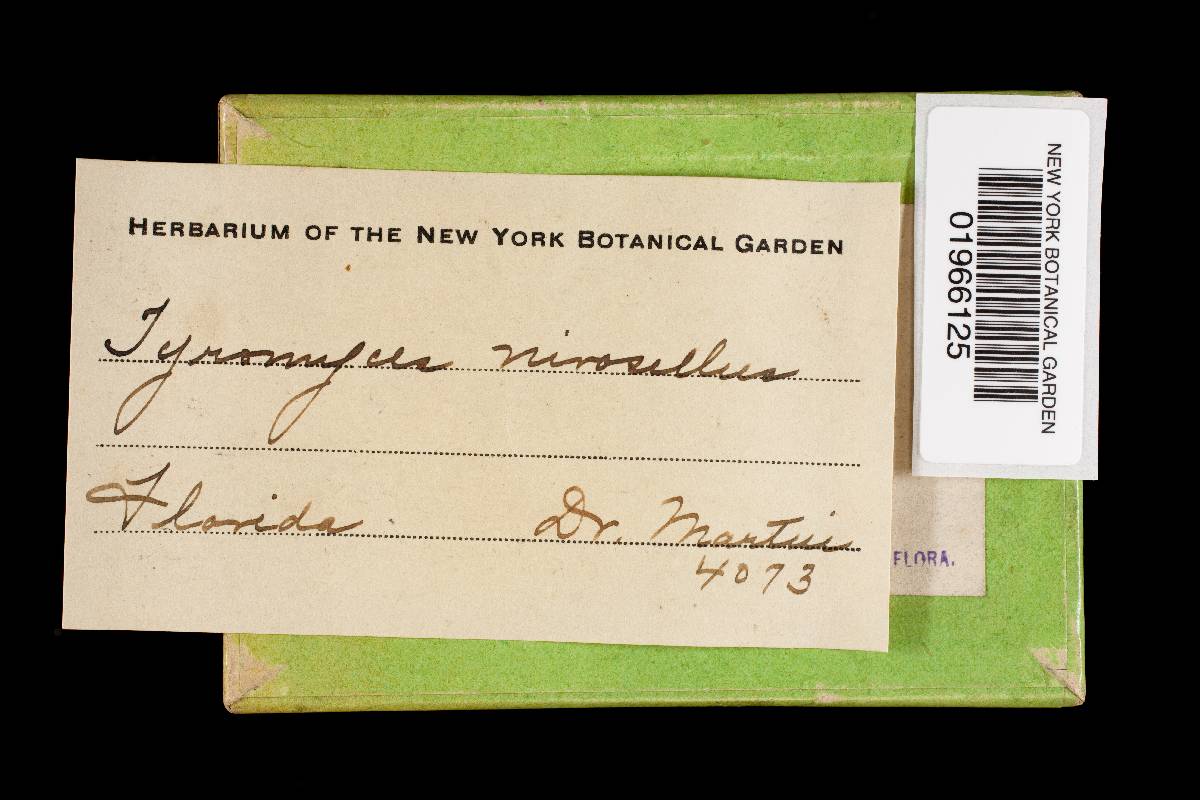 HERBARIUM OF THE NEW YORK BOTANICAL GARDEN
Tyromyces nivosellus
Florida Dr. Martin
4073
FLORA.
NEW YORK BOTANICAL GARDEN
01966125